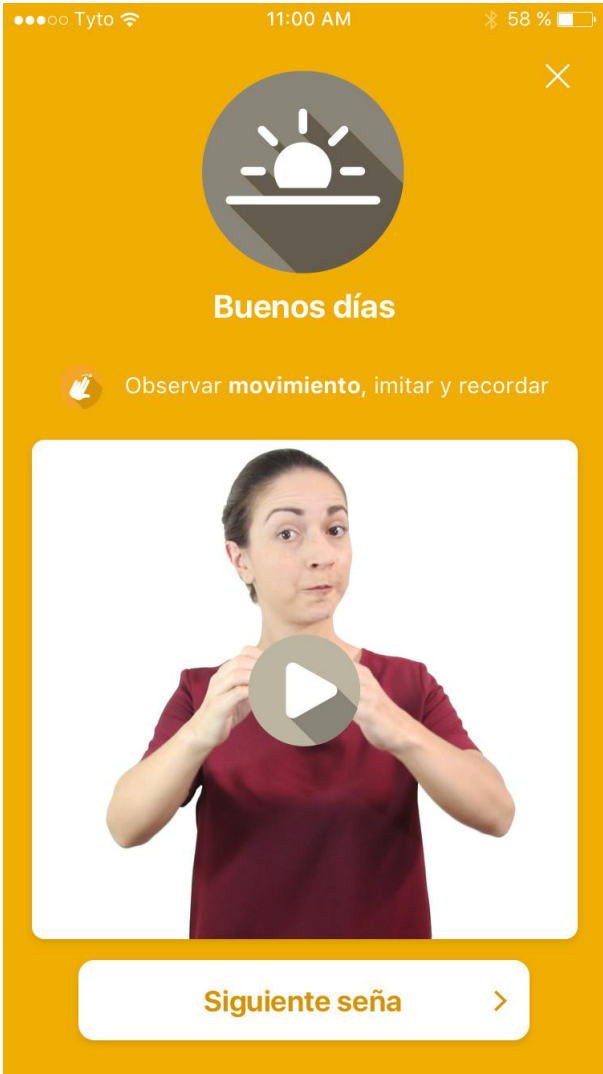 Tyto 11:00 AM 58 %
Buenos días
Observar movimiento, imitar y recordar
Siguiente seña